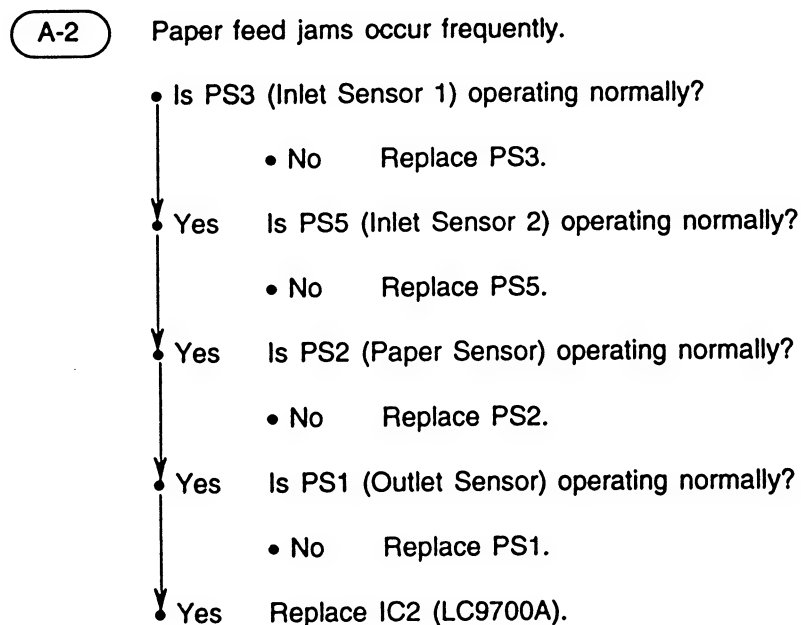 A-2 Paper feed jams occur frequently.
• Is PS3 (Inlet Sensor 1) operating normally?
• No Replace PS3.
• Yes Is PS5 (Inlet Sensor 2) operating normally?
• No Replace PS5.
• Yes Is PS2 (Paper Sensor) operating normally?
• No Replace PS2.
• Yes Is PS1 (Outlet Sensor) operating normally?
• No Replace PS1.
• Yes Replace IC2 (LC9700A).